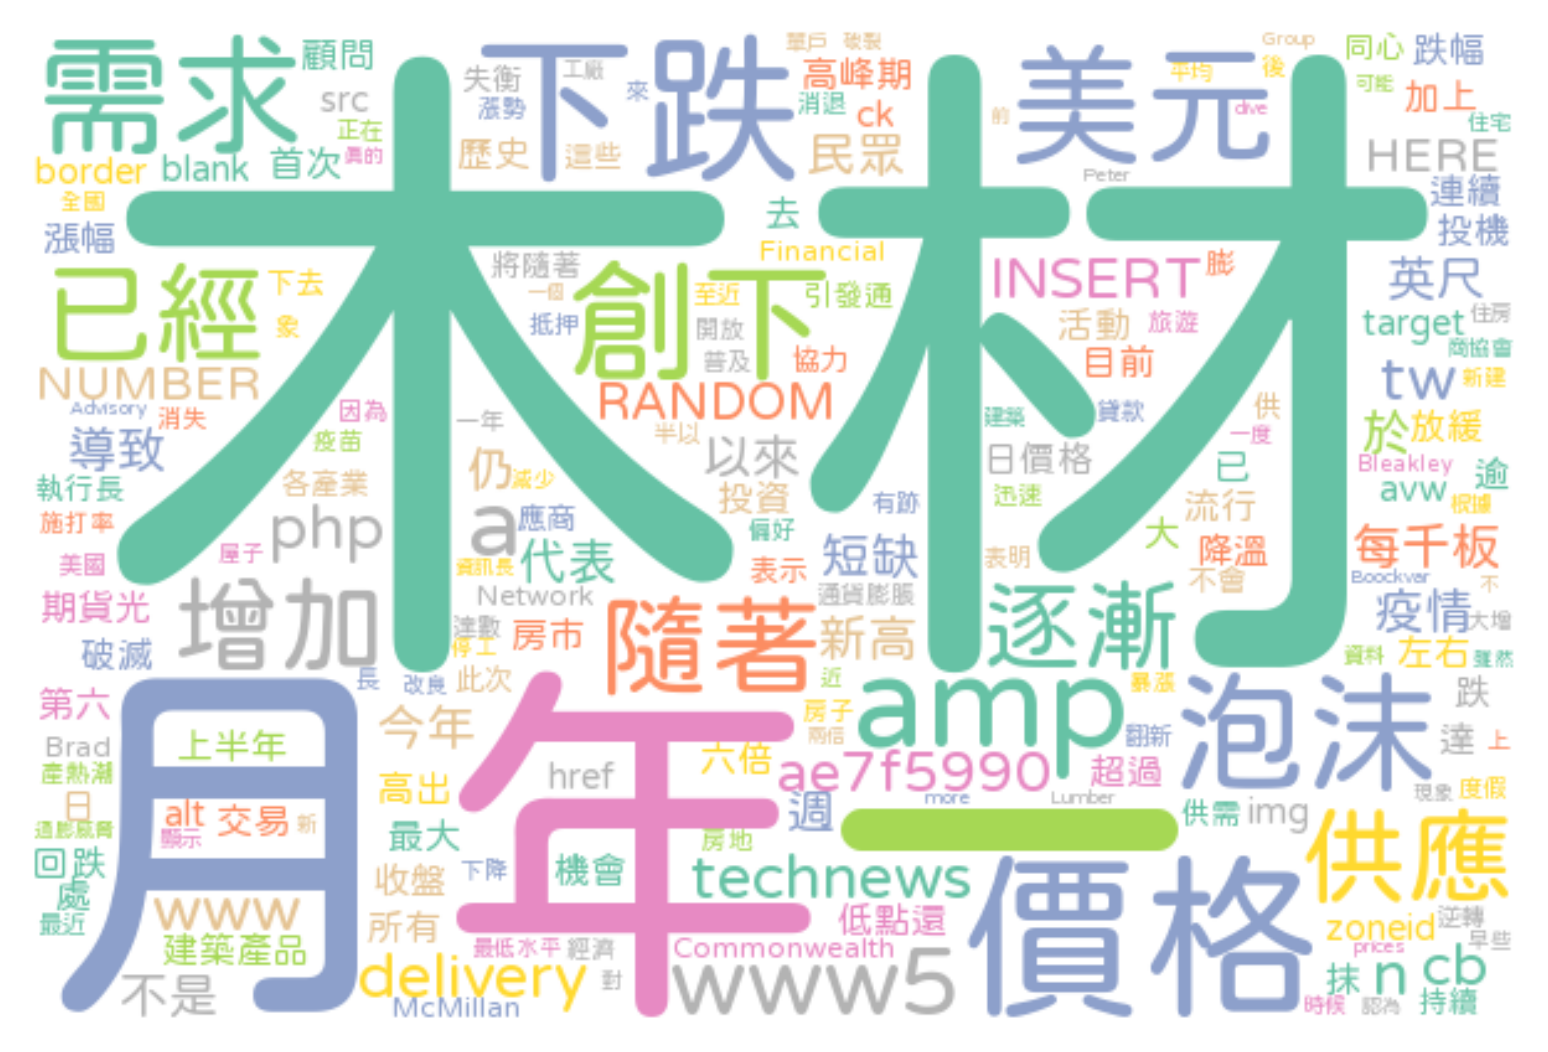 需求
顧問
src
正在
border
blank
首次
真的
全國
漲幅
失衡
工廠
漲勢
來
歷史
這些
下跌
單戶
破裂
高峰期
消退
ck
民眾
前
美元
平均
Group
後
dive
Peter
同心
跌幅
可能
加上
住宅
HERE
連續
投機
木材
去
Financial
將隨著
一個
抵押
創下
至近
引發通
開放
普及
協力
INSERT
膨
活動
旅遊
目前
英尺
target
住房
商協會
tw
新建
已經
下去
象
NUMBER
Advisory
消失
因為
疫苗
導致
執行長
各產業
施打率
美國
屋子
php
RANDOM
一年
半以
仍
減少
以來
投資
a
應商
偏好
資訊長
代表
表示
Network
建築
貸款
日價格
迅速
有跡
短缺
表明
通貨膨脹
供
一度
已
流行
大
降溫
不會
於
放緩
Bleakley
逾
avw
根據
每千板
Boockvar
不
疫情
大增
期貨光
增加
破滅
達數
停工
房市
隨著
新高
逐漸
資料
左右
雖然
長
改良
此次
近
amp
暴漲
第六
月
年
今年
房子
兩倍
翻新
泡沫
跌
Brad
上半年
產熱潮
href
六倍
ae7f5990
超過
達
上
日
高出
週
more
Lumber
現象
度假
alt
交易
新
顯示
通膨威脅
最大
房地
一
供需
img
供應
回跌
處
最近
收盤
下降
機會
technews
價格
www
所有
低點還
zoneid
逆轉
早些
建築產品
最低水平
經濟
Commonwealth
prices
不是
delivery
對
McMillan
www5
抹
n
cb
時候
認為
持續